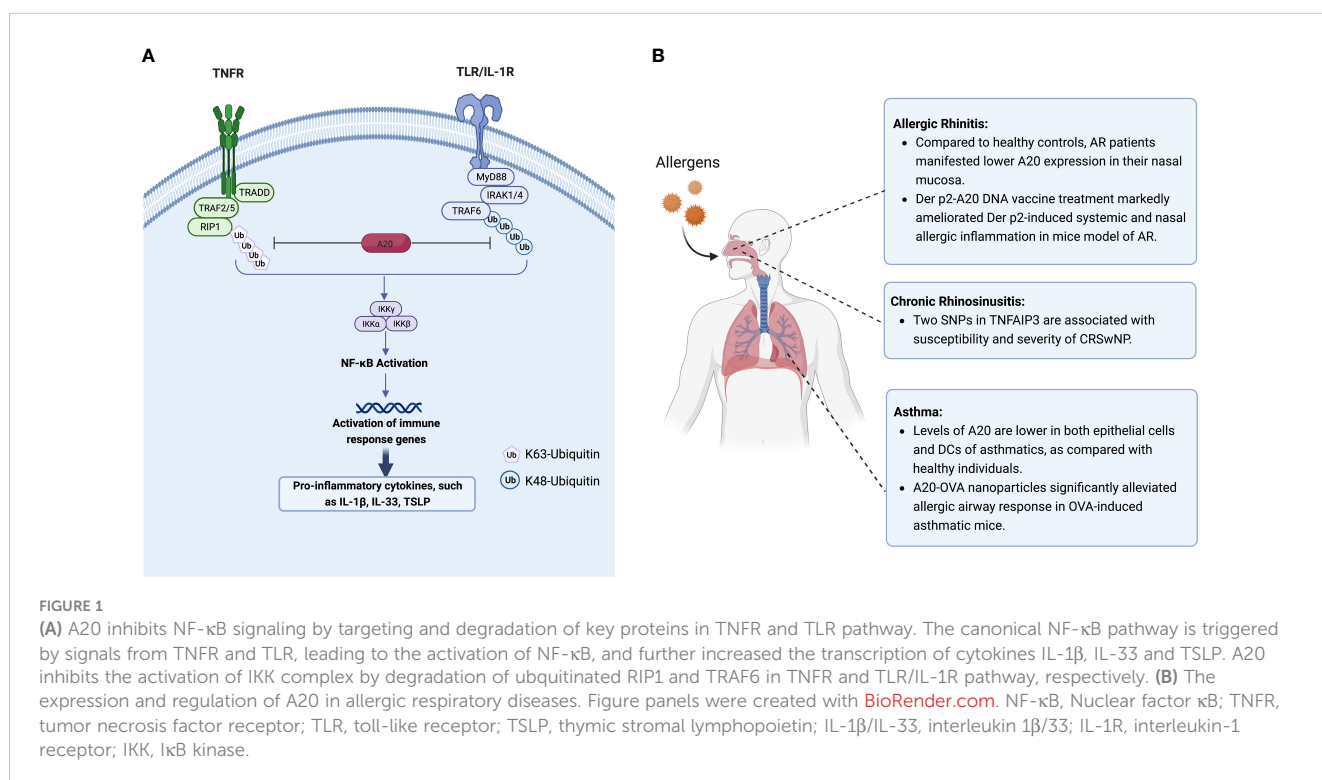 A
TNFR
TLR/IL-1R
MyD88
IRAK1/4
TRAF6
TRADD
TRAF2/5
RIP1
Ub
Ub
Ub
Ub
Ub
Ub
Ub
Ub
A20
IKKγ
IKKα
IKKβ
NF-κB Activation
Activation of immune
response genes
Ub K63-Ubiquitin
Ub K48-Ubiquitin
Pro-inflammatory cytokines, such
as IL-1β, IL-33, TSLP
B
Allergens
Allergic Rhinitis:
• Compared to healthy controls, AR patients
manifested lower A20 expression in their nasal
mucosa.
• Der p2-A20 DNA vaccine treatment markedly
ameliorated Der p2-induced systemic and nasal
allergic inflammation in mice model of AR.
Chronic Rhinosinusitis:
• Two SNPs in TNFAIP3 are associated with
susceptibility and severity of CRSwNP.
Asthma:
• Levels of A20 are lower in both epithelial cells
and DCs of asthmatics, as compared with
healthy individuals.
• A20-OVA nanoparticles significantly alleviated
allergic airway response in OVA-induced
asthmatic mice.
FIGURE 1
(A) A20 inhibits NF-κB signaling by targeting and degradation of key proteins in TNFR and TLR pathway. The canonical NF-κB pathway is triggered
by signals from TNFR and TLR, leading to the activation of NF-κB, and further increased the transcription of cytokines IL-1β, IL-33 and TSLP. A20
inhibits the activation of IKK complex by degradation of ubquitinated RIP1 and TRAF6 in TNFR and TLR/IL-1R pathway, respectively. (B) The
expression and regulation of A20 in allergic respiratory diseases. Figure panels were created with BioRender.com. NF-κB, Nuclear factor κB; TNFR,
tumor necrosis factor receptor; TLR, toll-like receptor; TSLP, thymic stromal lymphopoietin; IL-1β/IL-33, interleukin 1β/33; IL-1R, interleukin-1
receptor; IKK, IκB kinase.